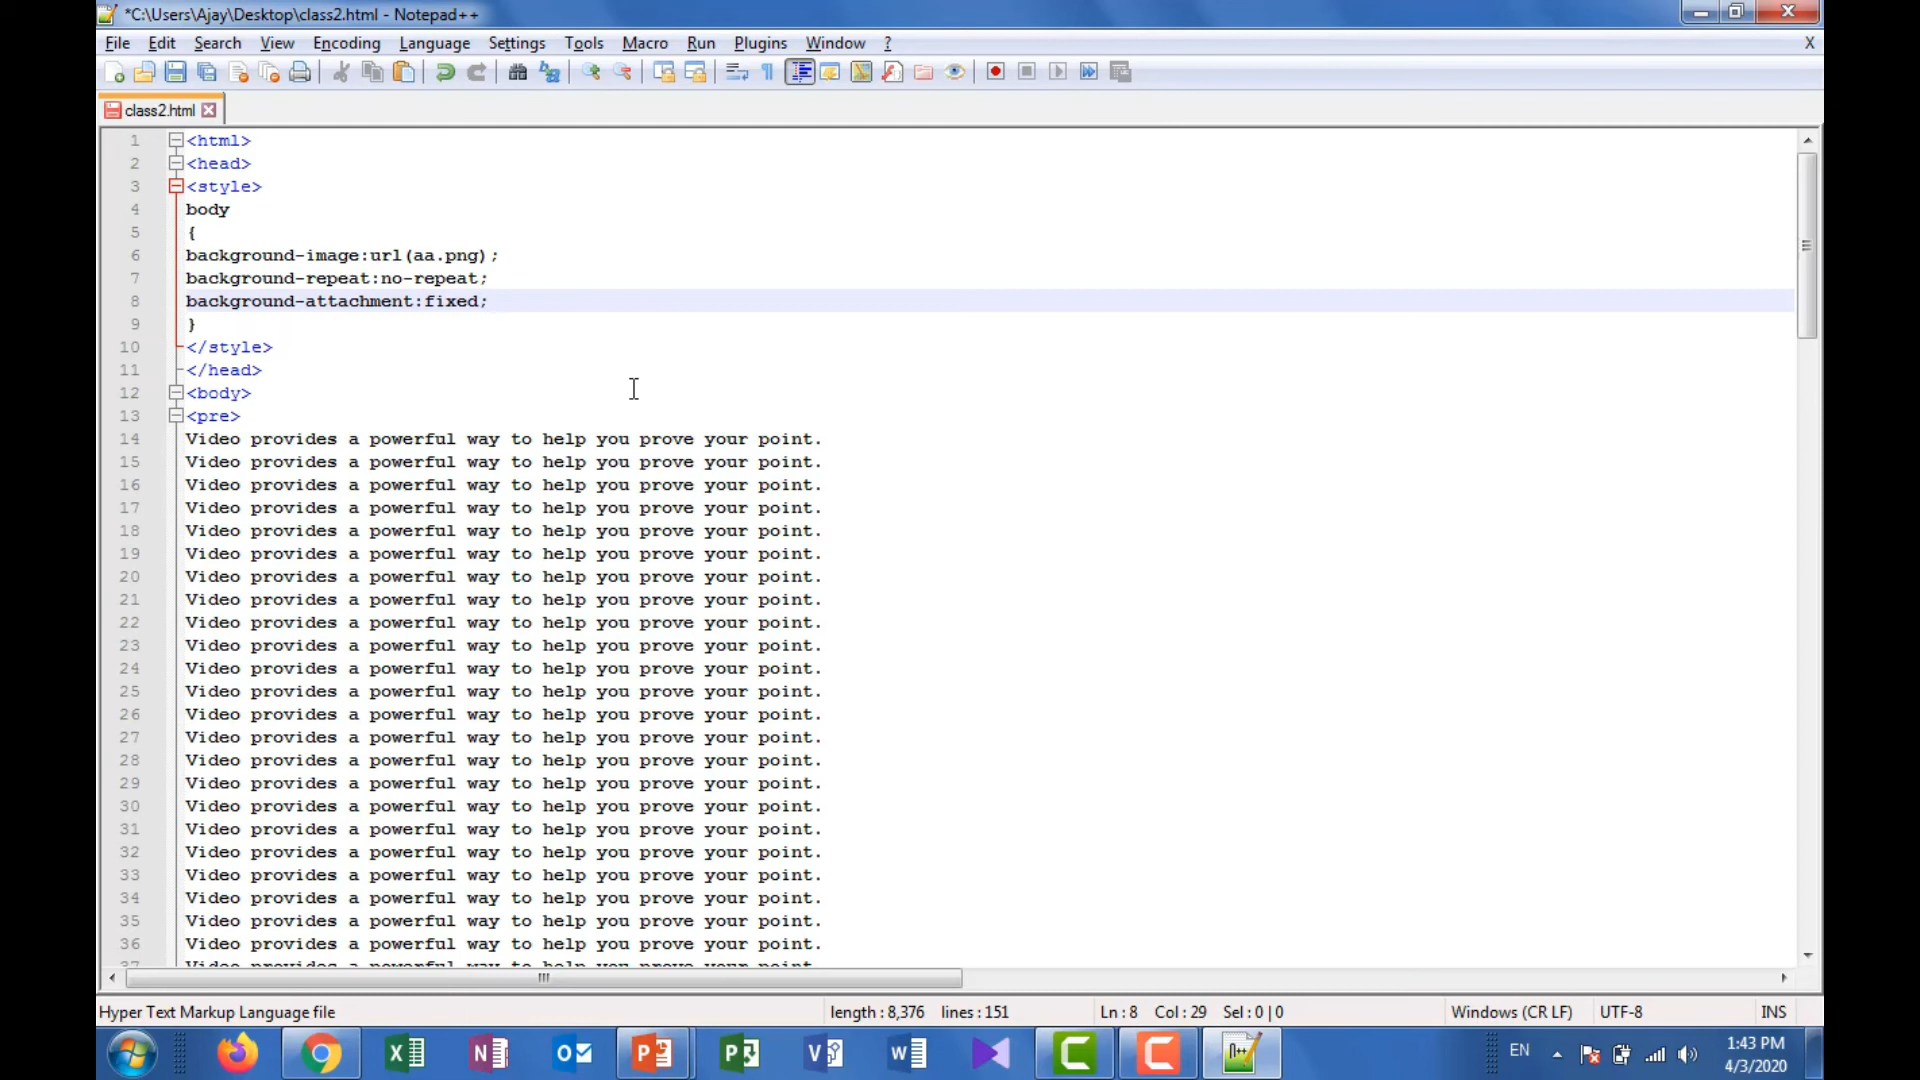 *C:\Users\Ajay\Desktop\class2.html - Notepad++
File Edit Search View Encoding Language Settings Tools Macro Run Plugins Window ? X
class2.html
1 <html>
2 <head>
3 <style>
4 body
5 {
6 background-image:url(aa.png);
7 background-repeat:no-repeat;
8 background-attachment:fixed;
9 }
10 </style>
11 </head>
12 <body>
13 <pre>
14 Video provides a powerful way to help you prove your point.
15 Video provides a powerful way to help you prove your point.
16 Video provides a powerful way to help you prove your point.
17 Video provides a powerful way to help you prove your point.
18 Video provides a powerful way to help you prove your point.
19 Video provides a powerful way to help you prove your point.
20 Video provides a powerful way to help you prove your point.
21 Video provides a powerful way to help you prove your point.
22 Video provides a powerful way to help you prove your point.
23 Video provides a powerful way to help you prove your point.
24 Video provides a powerful way to help you prove your point.
25 Video provides a powerful way to help you prove your point.
26 Video provides a powerful way to help you prove your point.
27 Video provides a powerful way to help you prove your point.
28 Video provides a powerful way to help you prove your point.
29 Video provides a powerful way to help you prove your point.
30 Video provides a powerful way to help you prove your point.
31 Video provides a powerful way to help you prove your point.
32 Video provides a powerful way to help you prove your point.
33 Video provides a powerful way to help you prove your point.
34 Video provides a powerful way to help you prove your point.
35 Video provides a powerful way to help you prove your point.
36 Video provides a powerful way to help you prove your point.
37 Video provides a powerful way to help you prove your point.
Hyper Text Markup Language file length : 8,376 lines : 151 Ln : 8 Col : 29 Sel : 0 | 0 Windows (CR LF) UTF-8 INS
EN 1:43 PM
4/3/2020